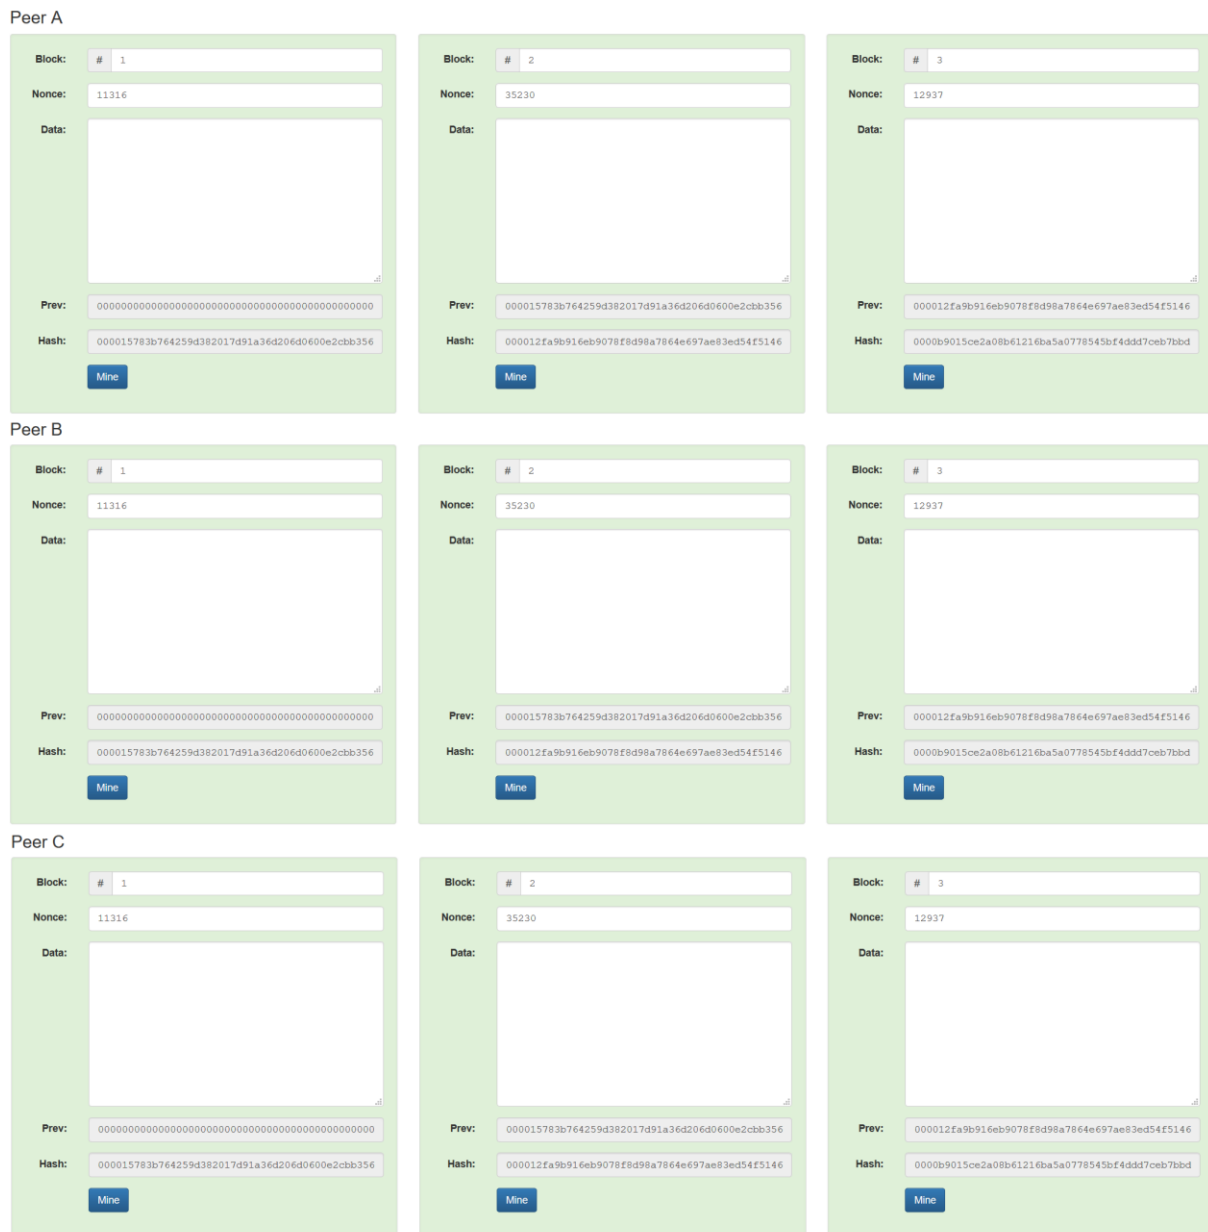 Peer A
Block: # 1 Block: # 2 Block: # 3
Nonce: 11316 Nonce: 35230 Nonce: 12937
Data: Data: Data:
Prev: 00000000000000000000000000000000000000000000000 Prev: 000015783b764259d382017d91a36d206d0600e2cbb356 Prev: 000012fa9b916eb9078f8d98a7864e697ae83ed54f5146
Hash: 000015783b764259d382017d91a36d206d0600e2cbb356 Hash: 000012fa9b916eb9078f8d98a7864e697ae83ed54f5146 Hash: 0000b9015ce2a08b61216ba5a0778545bf4ddd7ceb7bbd
Mine Mine Mine
Peer B
Block: # 1 Block: # 2 Block: # 3
Nonce: 11316 Nonce: 35230 Nonce: 12937
Data: Data: Data:
Prev: 00000000000000000000000000000000000000000000000 Prev: 000015783b764259d382017d91a36d206d0600e2cbb356 Prev: 000012fa9b916eb9078f8d98a7864e697ae83ed54f5146
Hash: 000015783b764259d382017d91a36d206d0600e2cbb356 Hash: 000012fa9b916eb9078f8d98a7864e697ae83ed54f5146 Hash: 0000b9015ce2a08b61216ba5a0778545bf4ddd7ceb7bbd
Mine Mine Mine
Peer C
Block: # 1 Block: # 2 Block: # 3
Nonce: 11316 Nonce: 35230 Nonce: 12937
Data: Data: Data:
Prev: 00000000000000000000000000000000000000000000000 Prev: 000015783b764259d382017d91a36d206d0600e2cbb356 Prev: 000012fa9b916eb9078f8d98a7864e697ae83ed54f5146
Hash: 000015783b764259d382017d91a36d206d0600e2cbb356 Hash: 000012fa9b916eb9078f8d98a7864e697ae83ed54f5146 Hash: 0000b9015ce2a08b61216ba5a0778545bf4ddd7ceb7bbd
Mine Mine Mine